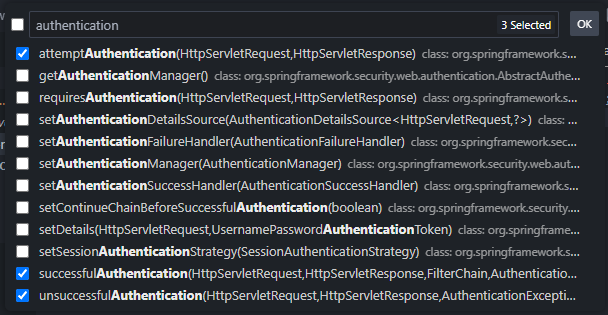 authentication 3 Selected OK
attemptAuthentication(HttpServletRequest,HttpServletResponse) class: org.springframework.s...
getAuthenticationManager() class: org.springframework.security.web.authentication.AbstractAuthe...
requiresAuthentication(HttpServletRequest,HttpServletResponse) class: org.springframework.s...
setAuthenticationDetailsSource(AuthenticationDetailsSource<HttpServletRequest,?>) class: ...
setAuthenticationFailureHandler(AuthenticationFailureHandler) class: org.springframework.sec...
setAuthenticationManager(AuthenticationManager) class: org.springframework.security.web.aut...
setAuthenticationSuccessHandler(AuthenticationSuccessHandler) class: org.springframework.s...
setContinueChainBeforeSuccessfulAuthentication(boolean) class: org.springframework.security....
setDetails(HttpServletRequest,UsernamePasswordAuthenticationToken) class: org.springframe...
setSessionAuthenticationStrategy(SessionAuthenticationStrategy) class: org.springframework.s...
successfulAuthentication(HttpServletRequest,HttpServletResponse,FilterChain,Authenticatio...
unsuccessfulAuthentication(HttpServletRequest,HttpServletResponse,AuthenticationExcepti...